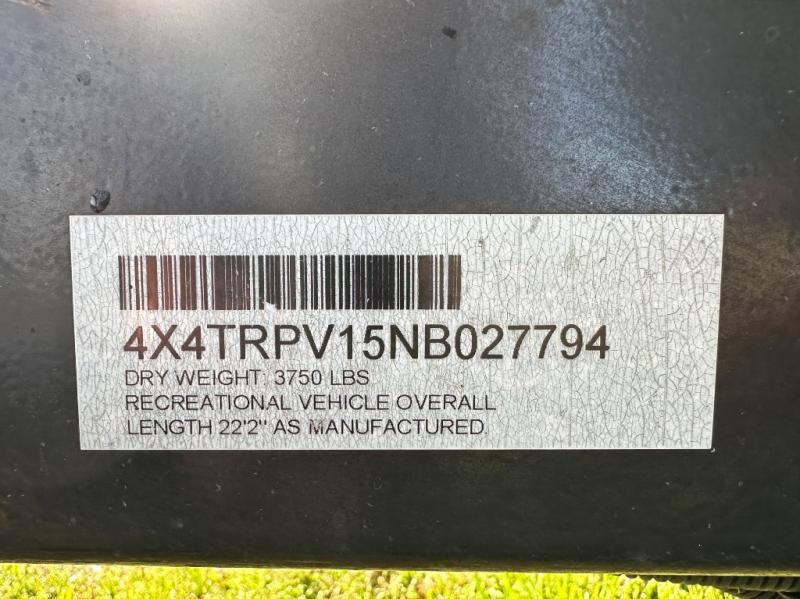 4X4TRPV15NB027794
DRY WEIGHT: 3750 LBS
RECREATIONAL VEHICLE OVERALL
LENGTH 22'2" AS MANUFACTURED.